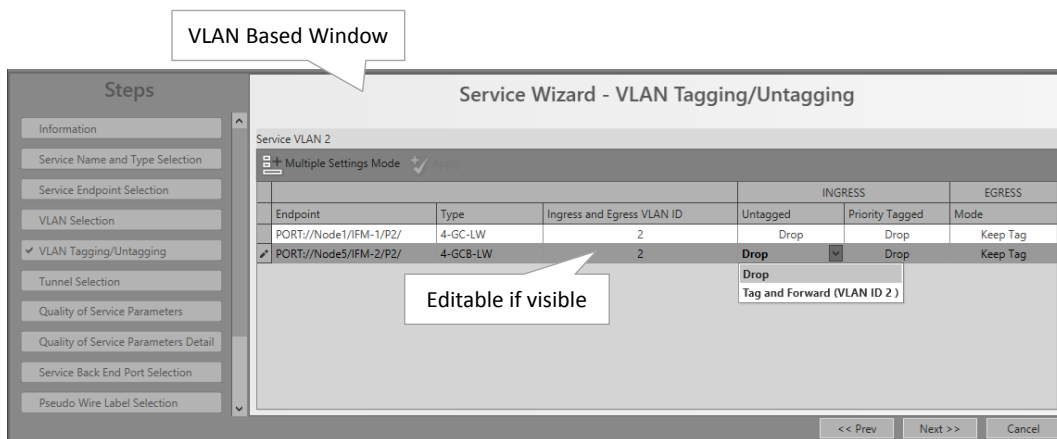 VLAN Based Window
Steps
Information
Service Name and Type Selection
Service Endpoint Selection
VLAN Selection
VLAN Tagging/Untagging
Tunnel Selection
Quality of Service Parameters
Quality of Service Parameters Detail
Service Back End Port Selection
Pseudo Wire Label Selection
Service Wizard - VLAN Tagging/Untagging
Service VLAN 2
Multiple Settings Mode Apply
INGRESS EGRESS
Endpoint Type Ingress and Egress VLAN ID Untagged Priority Tagged Mode
PORT://Node1/IFM-1/P2/ 4-GC-LW 2 Drop Drop Keep Tag
PORT://Node5/IFM-2/P2/ 4-GCB-LW 2 Drop Drop Keep Tag
Drop
Tag and Forward (VLAN ID 2 )
Editable if visible
<< Prev Next >> Cancel